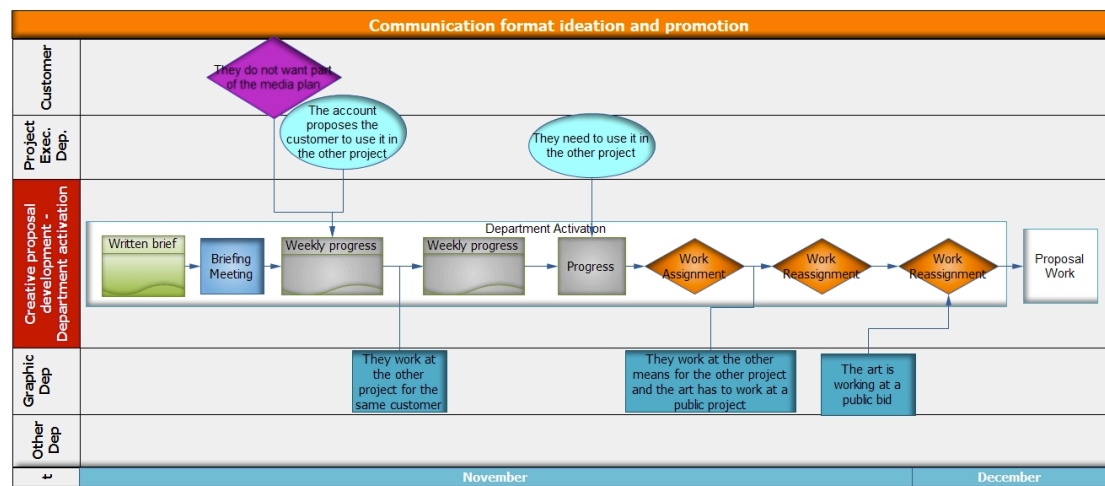 Communication format ideation and promotion
Customer
They do not want part
of the media plan
Project
Exec.
Dep.
The account
proposes the
customer to use it in
the other project
They need to use it in
the other project
Creative proposal
development -
Department activation
Department Activation
Written brief
Briefing
Meeting
Weekly progress
Weekly progress
Progress
Work
Assignment
Work
Reassignment
Work
Reassignment
Proposal
Work
Graphic
Dep
They work at
the other
project for the
same customer
They work at the other
means for the other project
and the art has to work at a
public project
The art is
working at a
public bid
Other
Dep
t
November
December